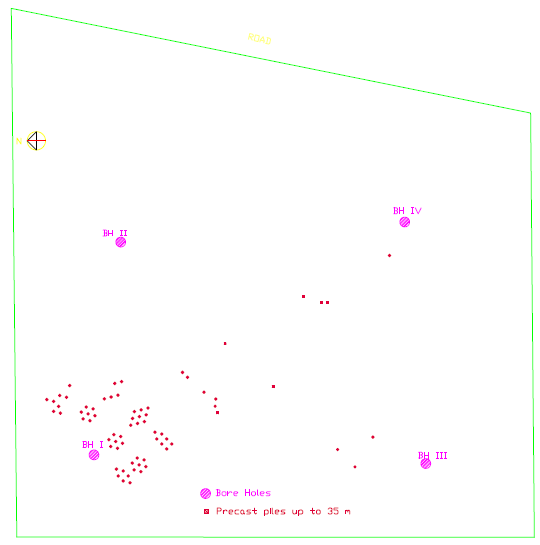 ROAD
N
BH IV
BH II
BH I
BH III
Bore Holes
Precast piles up to 35 m